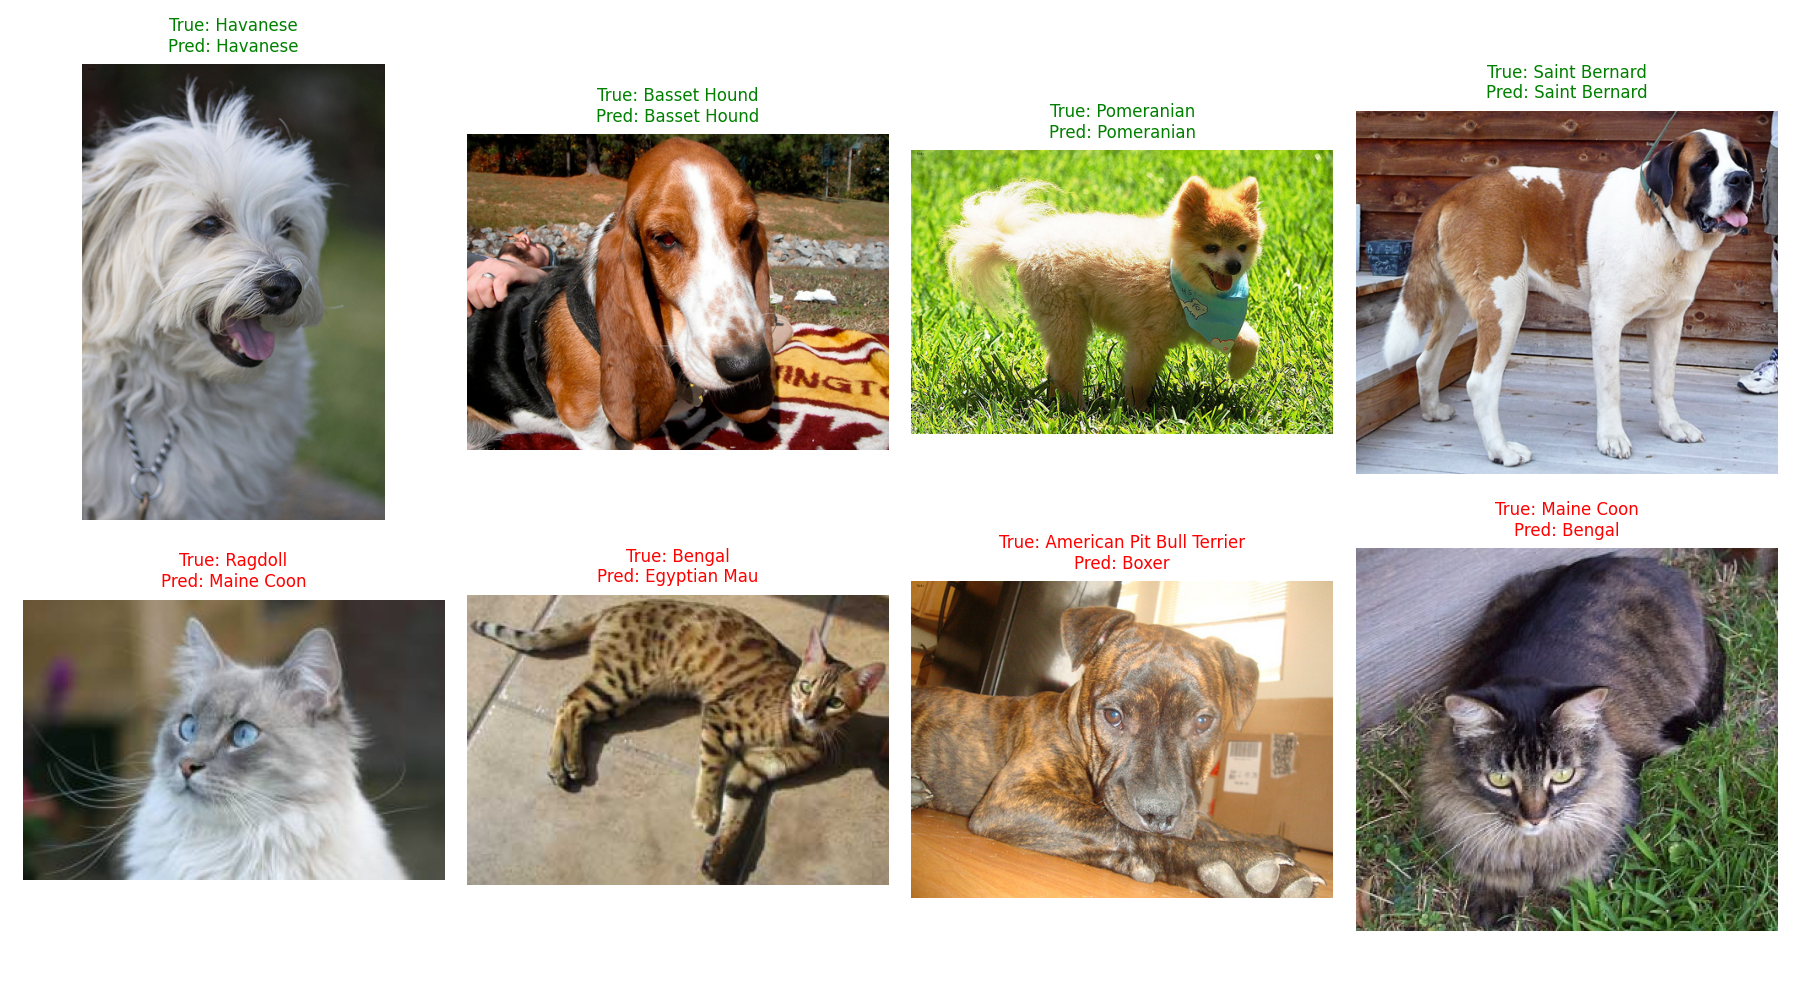 True: Havanese
Pred: Havanese
True: Basset Hound
Pred: Basset Hound
True: Pomeranian
Pred: Pomeranian
True: Saint Bernard
Pred: Saint Bernard
INGTO
True: Ragdoll
Pred: Maine Coon
True: Bengal
Pred: Egyptian Mau
True: American Pit Bull Terrier
Pred: Boxer
True: Maine Coon
Pred: Bengal